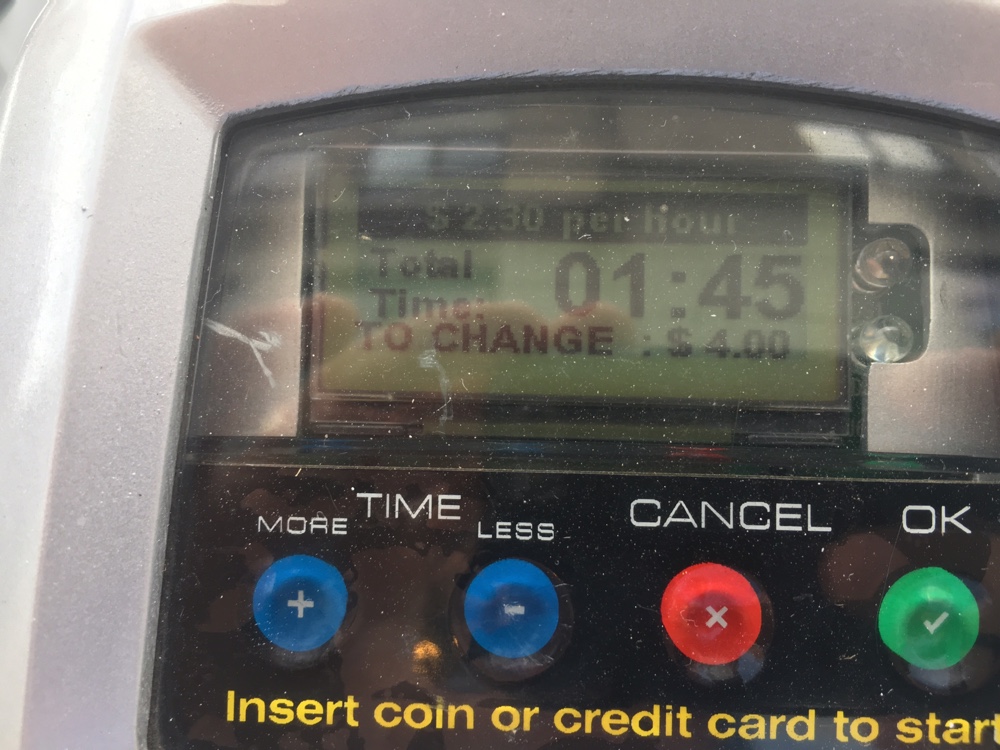 $ 2.30 per hour
Total
Time: 01:45
TO CHANGE : $ 4.00
TIME
MORE LESS
CANCEL OK
Insert coin or credit card to start